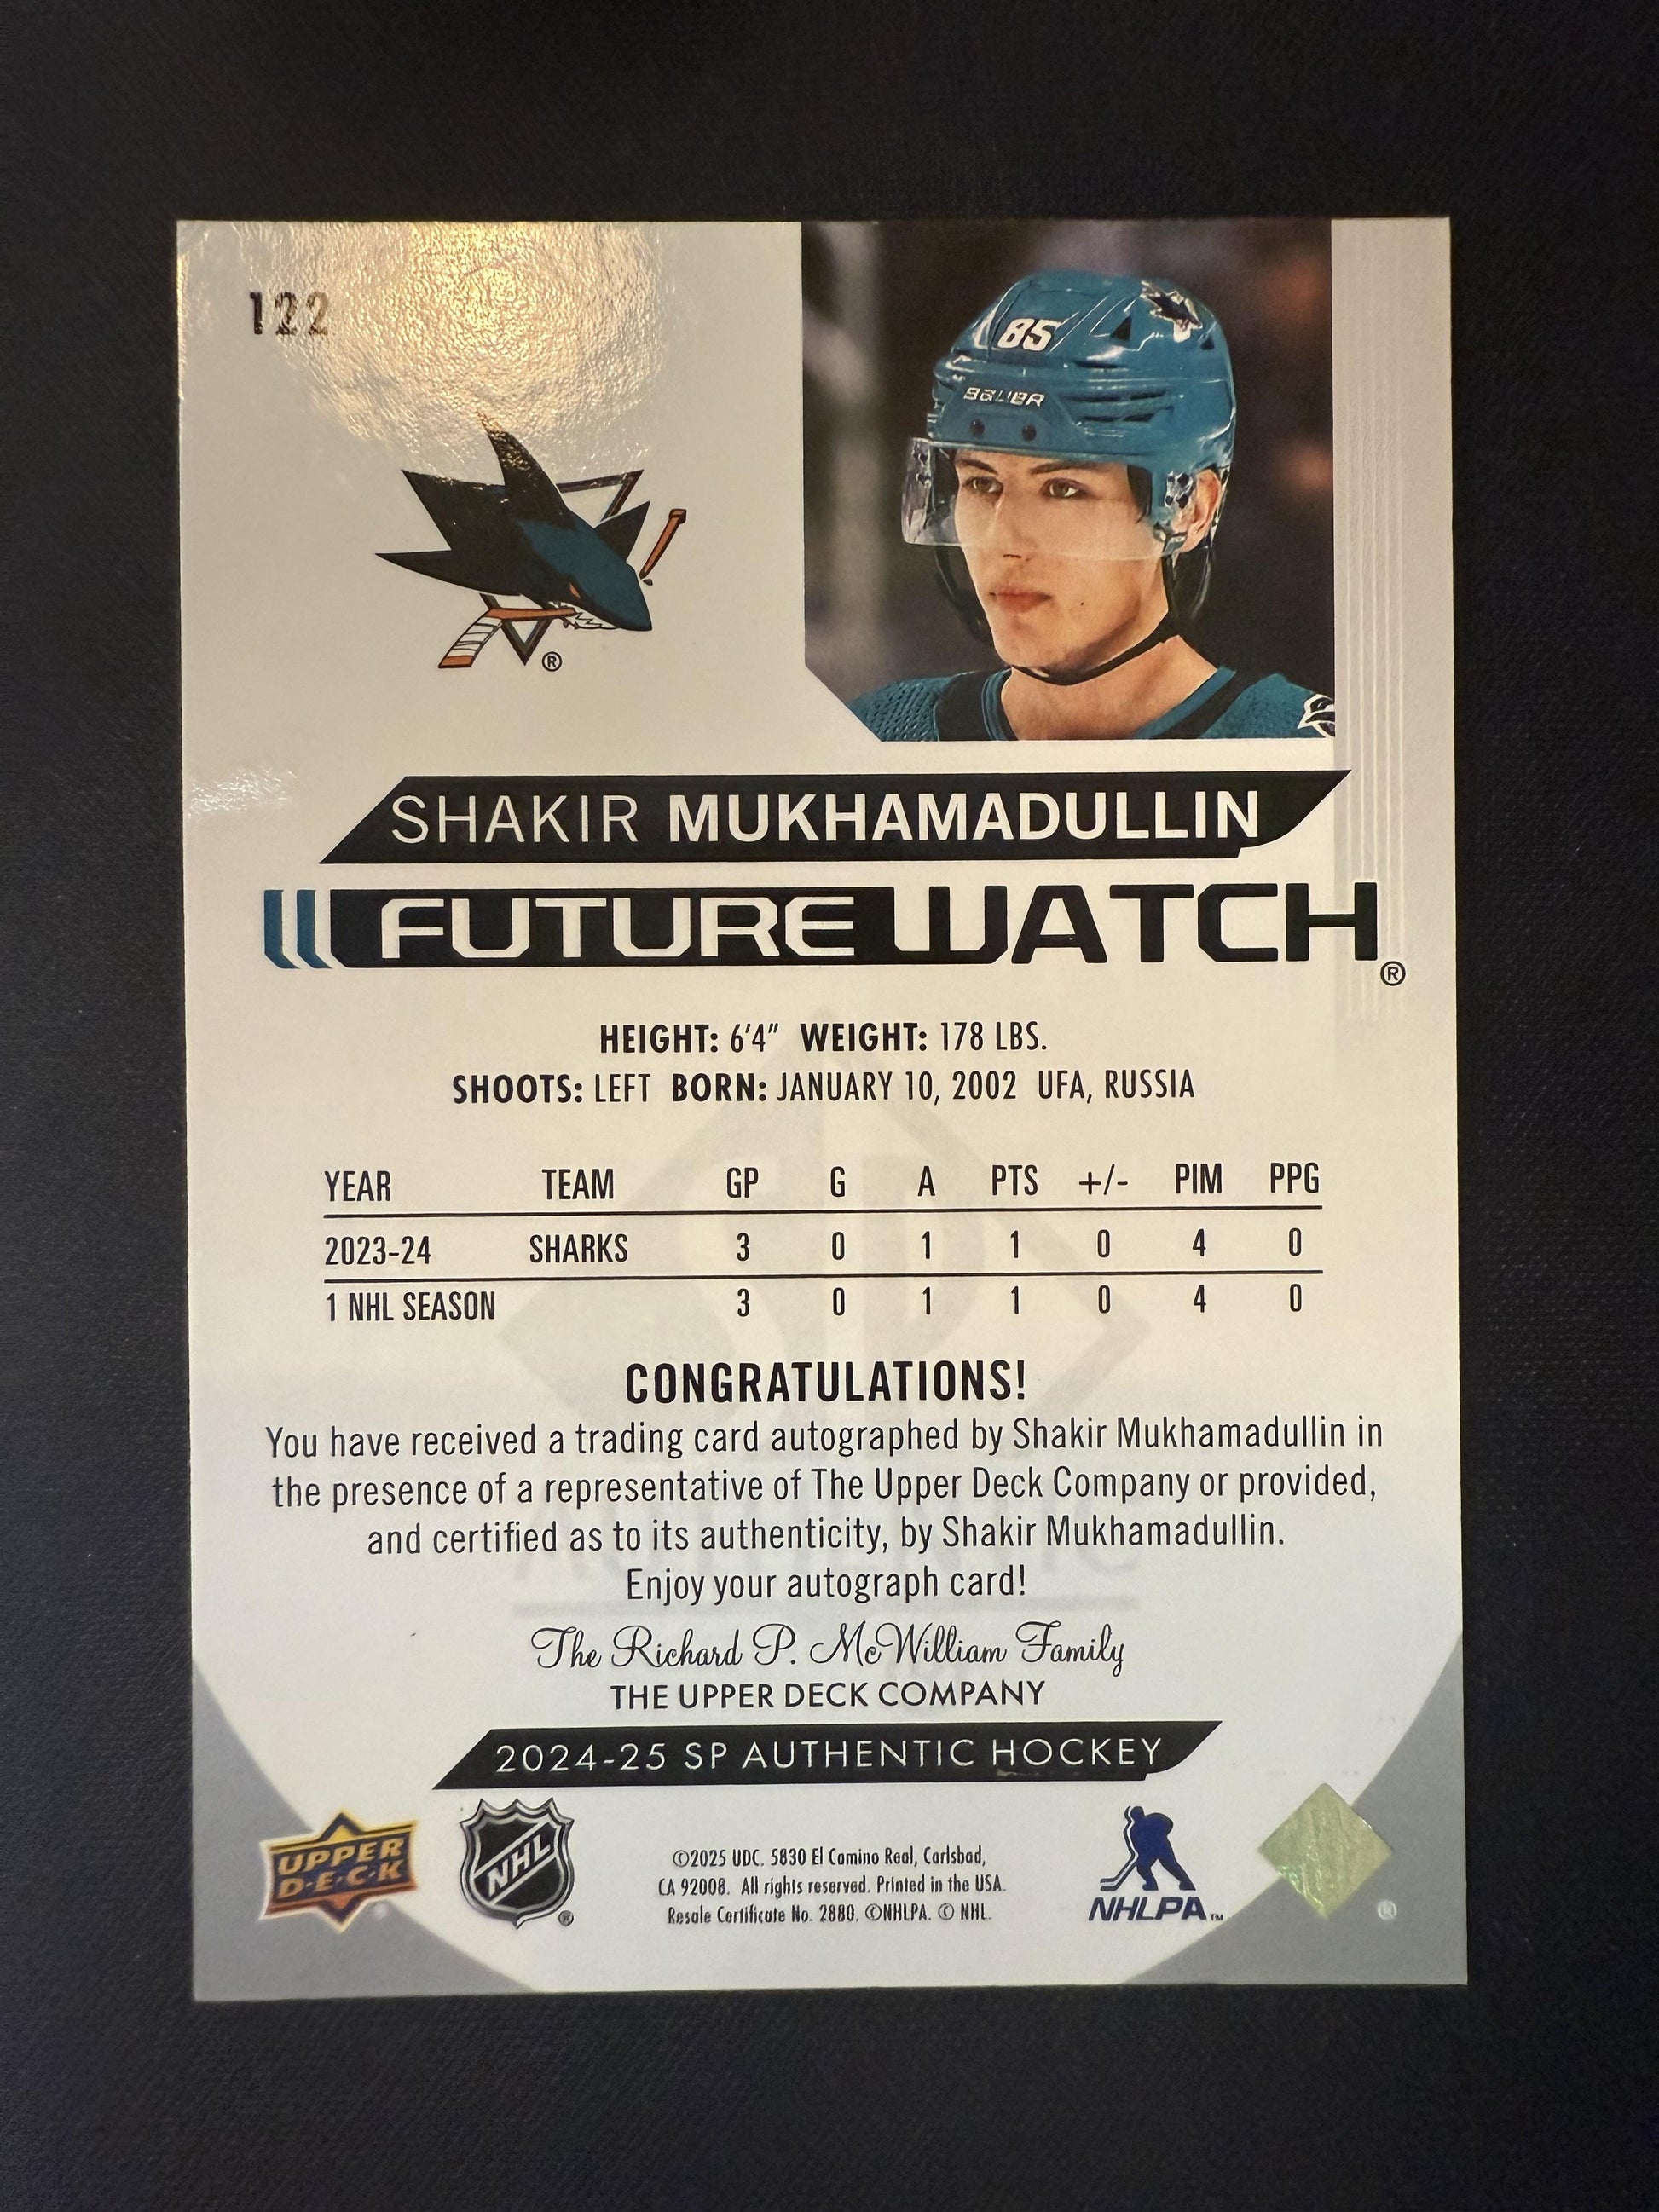 122
85
BAUER
®
SHAKIR MUKHAMADULLIN
FUTURE WATCH®
HEIGHT: 6'4" WEIGHT: 178 LBS.
SHOOTS: LEFT BORN: JANUARY 10, 2002 UFA, RUSSIA
YEAR TEAM GP G A PTS +/- PIM PPG
2023-24 SHARKS 3 0 1 1 0 4 0
1 NHL SEASON 3 0 1 1 0 4 0
CONGRATULATIONS!
You have received a trading card autographed by Shakir Mukhamadullin in
the presence of a representative of The Upper Deck Company or provided,
and certified as to its authenticity, by Shakir Mukhamadullin.
Enjoy your autograph card!
The Richard P. McWilliam Family
THE UPPER DECK COMPANY
2024-25 SP AUTHENTIC HOCKEY
UPPER
D·E·C·K
NHL
®
©2025 UDC. 5830 El Camino Real, Carlsbad,
CA 92008. All rights reserved. Printed in the USA.
Resale Certificate No. 2880. ©NHLPA. © NHL.
NHLPA™
®